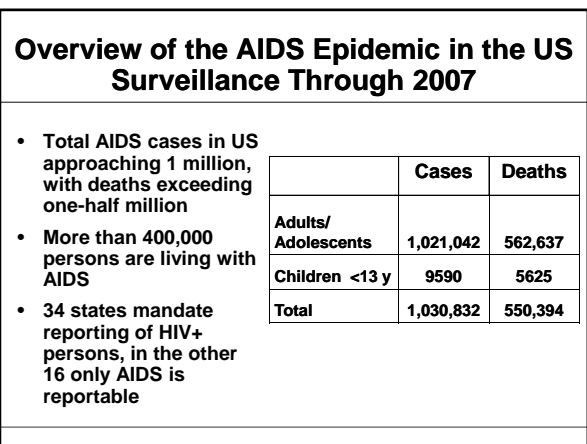 Overview of the AIDS Epidemic in the US
Surveillance Through 2007
• Total AIDS cases in US
approaching 1 million,
with deaths exceeding
one-half million
• More than 400,000
persons are living with
AIDS
• 34 states mandate
reporting of HIV+
persons, in the other
16 only AIDS is
reportable
Cases Deaths
Adults/
Adolescents 1,021,042 562,637
Children <13 y 9590 5625
Total 1,030,832 550,394